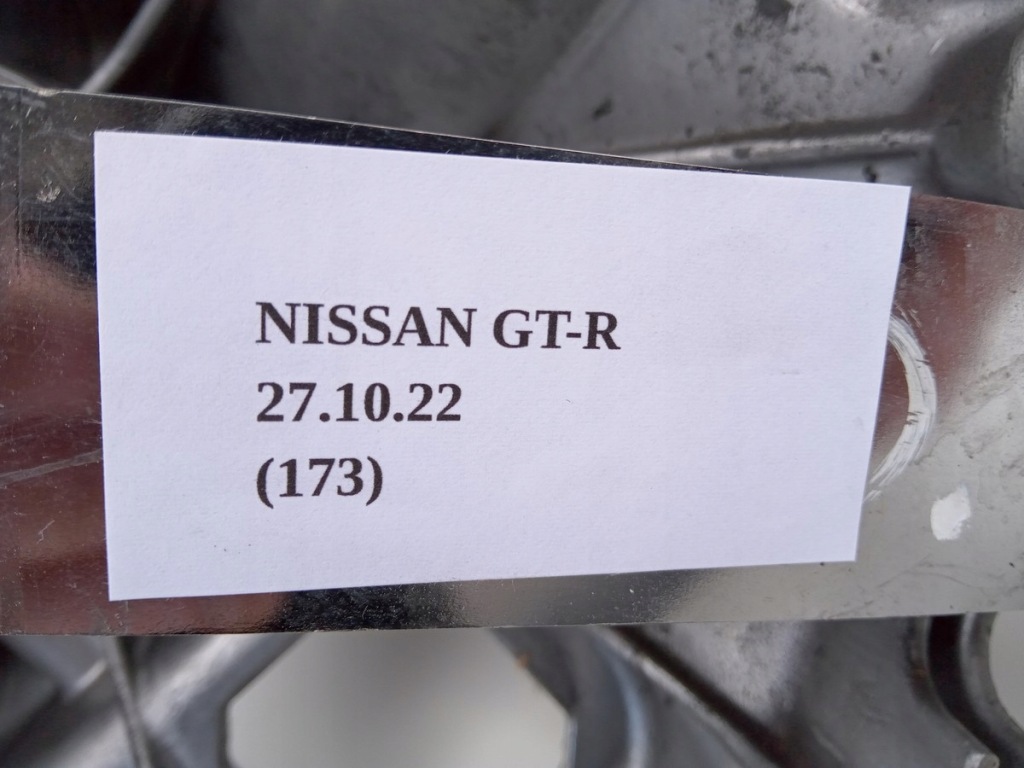 NISSAN GT-R
27.10.22
(173)